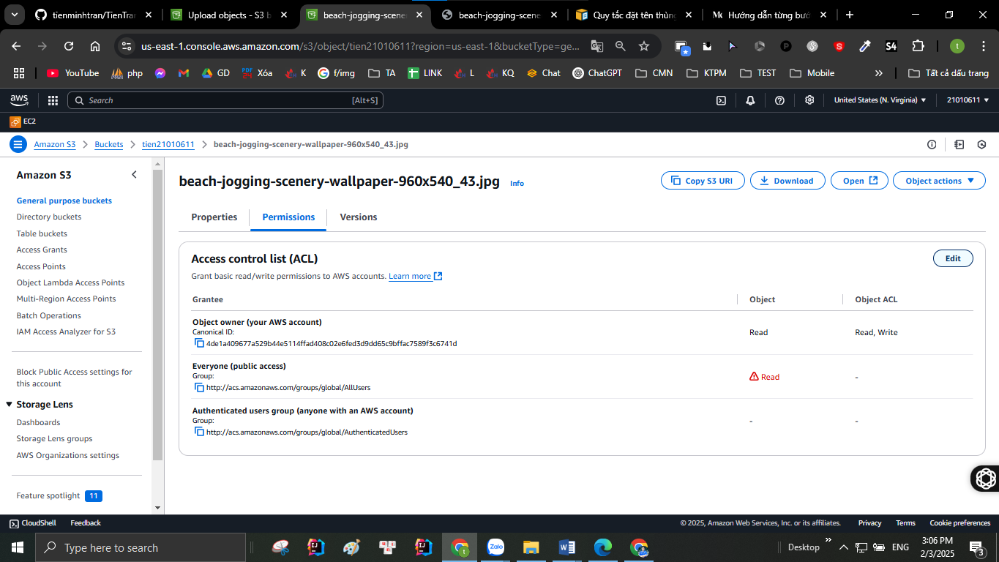 tienminhtran/TienTra
Upload objects - S3 b
beach-jogging-scener
beach-jogging-scene
Quy tắc đặt tên thùn
Hướng dẫn từng bướ
us-east-1.console.aws.amazon.com/s3/object/tien21010611?region=us-east-1&bucketType=ge...
YouTube php GD Xóa K f/img TA LINK L KQ Chat ChatGPT CMN KTPM TEST Mobile Tất cả dấu trang
aws Search [Alt+S] United States (N. Virginia) 21010611
EC2
Amazon S3 Buckets tien21010611 beach-jogging-scenery-wallpaper-960x540_43.jpg
Amazon S3
General purpose buckets
Directory buckets
Table buckets
Access Grants
Access Points
Object Lambda Access Points
Multi-Region Access Points
Batch Operations
IAM Access Analyzer for S3
Block Public Access settings for
this account
Storage Lens
Dashboards
Storage Lens groups
AWS Organizations settings
Feature spotlight 11
beach-jogging-scenery-wallpaper-960x540_43.jpg Info
Copy S3 URI Download Open Object actions
Properties Permissions Versions
Access control list (ACL)
Edit
Grant basic read/write permissions to AWS accounts. Learn more
Grantee Object Object ACL
Object owner (your AWS account)
Canonical ID:
4de1a409677a529b44e5114ffad408c02e6fed3d9dd65c9bffac7589f3c6741d
Read Read, Write
Everyone (public access)
Group:
http://acs.amazonaws.com/groups/global/AllUsers
Read -
Authenticated users group (anyone with an AWS account)
Group:
http://acs.amazonaws.com/groups/global/AuthenticatedUsers
- -
CloudShell Feedback © 2025, Amazon Web Services, Inc. or its affiliates. Privacy Terms Cookie preferences
Type here to search
Desktop ENG
3:06 PM
2/3/2025
3